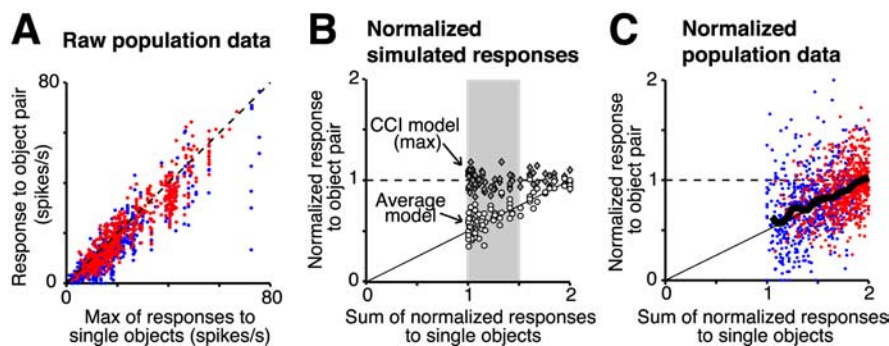 A
Raw population data
Response to object pair
(spikes/s)
80
0
0
80
Max of responses to
single objects (spikes/s)
B
Normalized
simulated responses
Normalized response
to object pair
2
1
0
CCI model
(max)
Average
model
0
1
2
Sum of normalized responses
to single objects
C
Normalized
population data
Normalized response
to object pair
2
1
0
0
1
2
Sum of normalized responses
to single objects